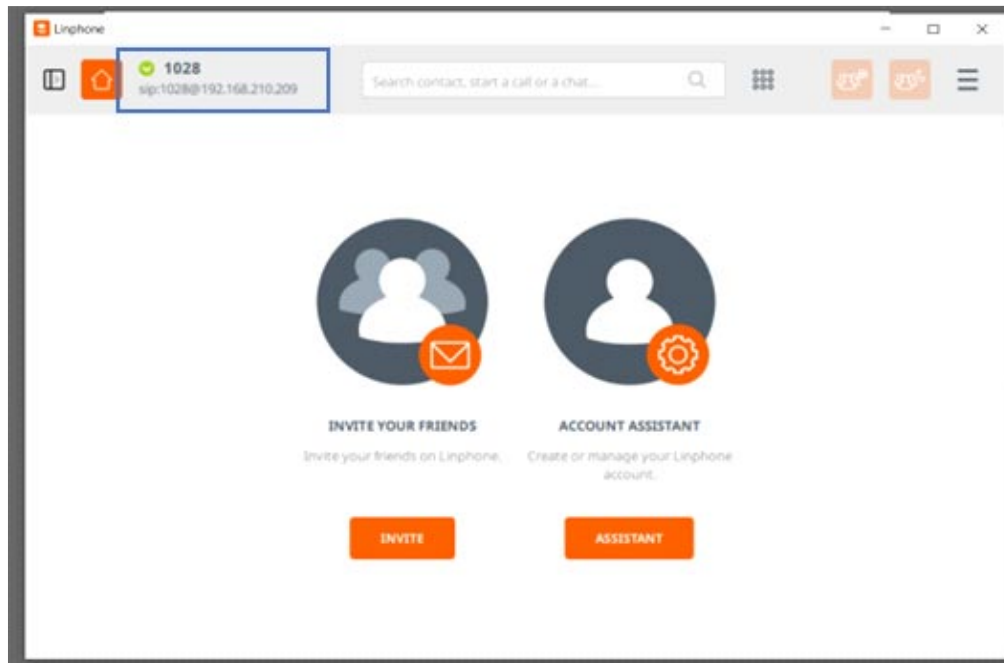 Linphone
1028
sip:1028@192.168.210.209
Search contact, start a call or a chat...
INVITE YOUR FRIENDS
Invite your friends on Linphone.
INVITE
ACCOUNT ASSISTANT
Create or manage your Linphone
account.
ASSISTANT